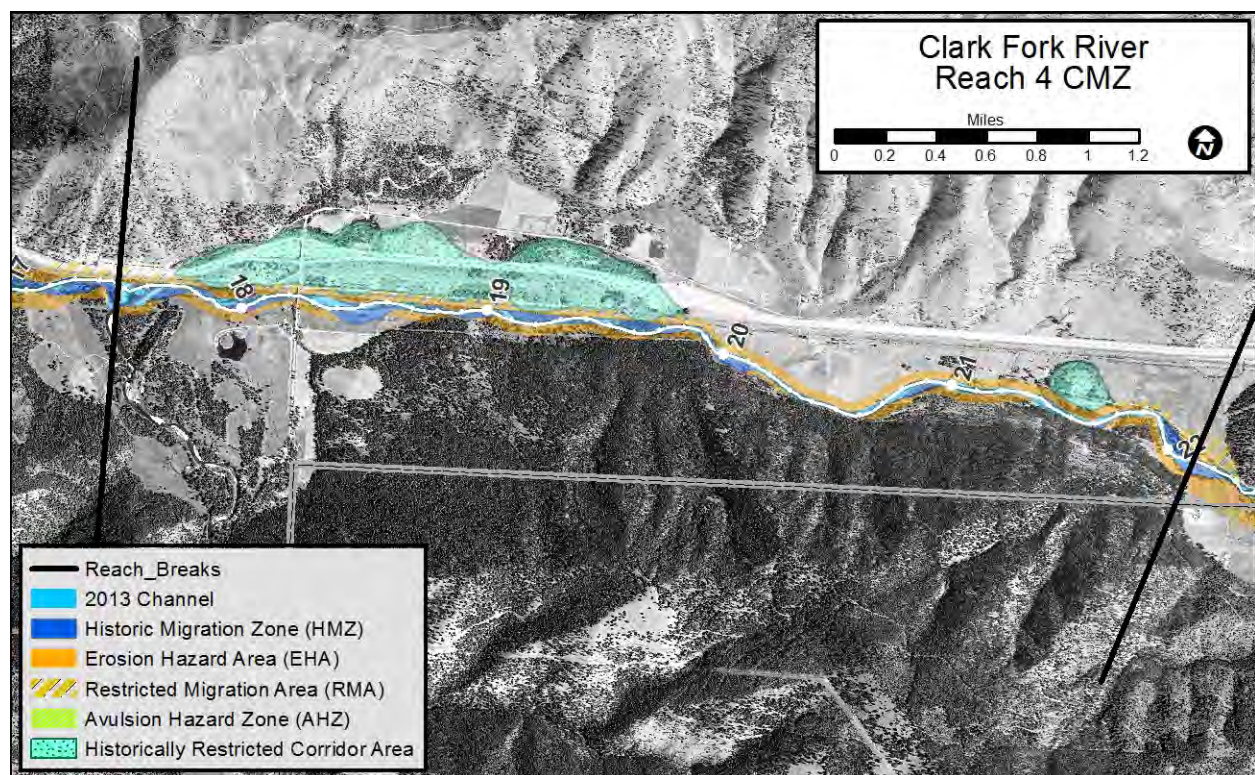 Clark Fork River
Reach 4 CMZ
Miles
0 0.2 0.4 0.6 0.8 1 1.2
N
17
18
19
20
21
22
Reach_Breaks
2013 Channel
Historic Migration Zone (HMZ)
Erosion Hazard Area (EHA)
Restricted Migration Area (RMA)
Avulsion Hazard Zone (AHZ)
Historically Restricted Corridor Area